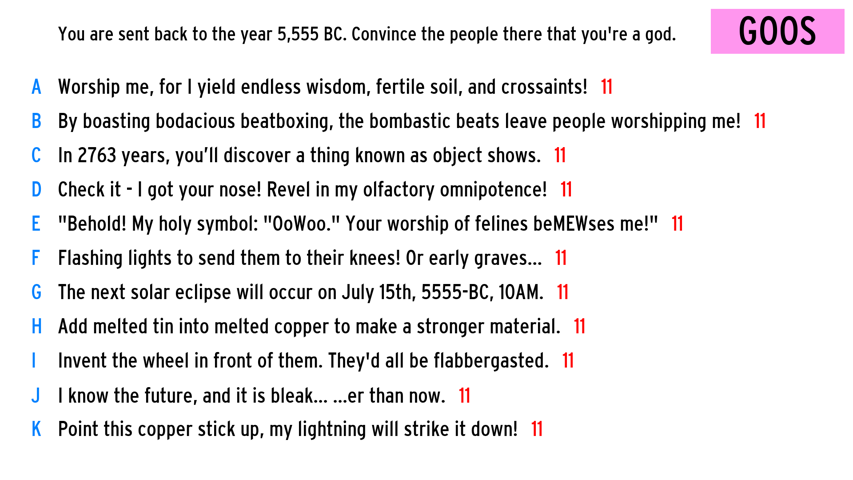 You are sent back to the year 5,555 BC. Convince the people there that you're a god.
GOOS
A Worship me, for I yield endless wisdom, fertile soil, and crossaints! 11
B By boasting bodacious beatboxing, the bombastic beats leave people worshipping me! 11
C In 2763 years, you'll discover a thing known as object shows. 11
D Check it - I got your nose! Revel in my olfactory omnipotence! 11
E "Behold! My holy symbol: "OoWoo." Your worship of felines beMEWses me!" 11
F Flashing lights to send them to their knees! Or early graves... 11
G The next solar eclipse will occur on July 15th, 5555-BC, 10AM. 11
H Add melted tin into melted copper to make a stronger material. 11
I Invent the wheel in front of them. They'd all be flabbergasted. 11
J I know the future, and it is bleak... ...er than now. 11
K Point this copper stick up, my lightning will strike it down! 11